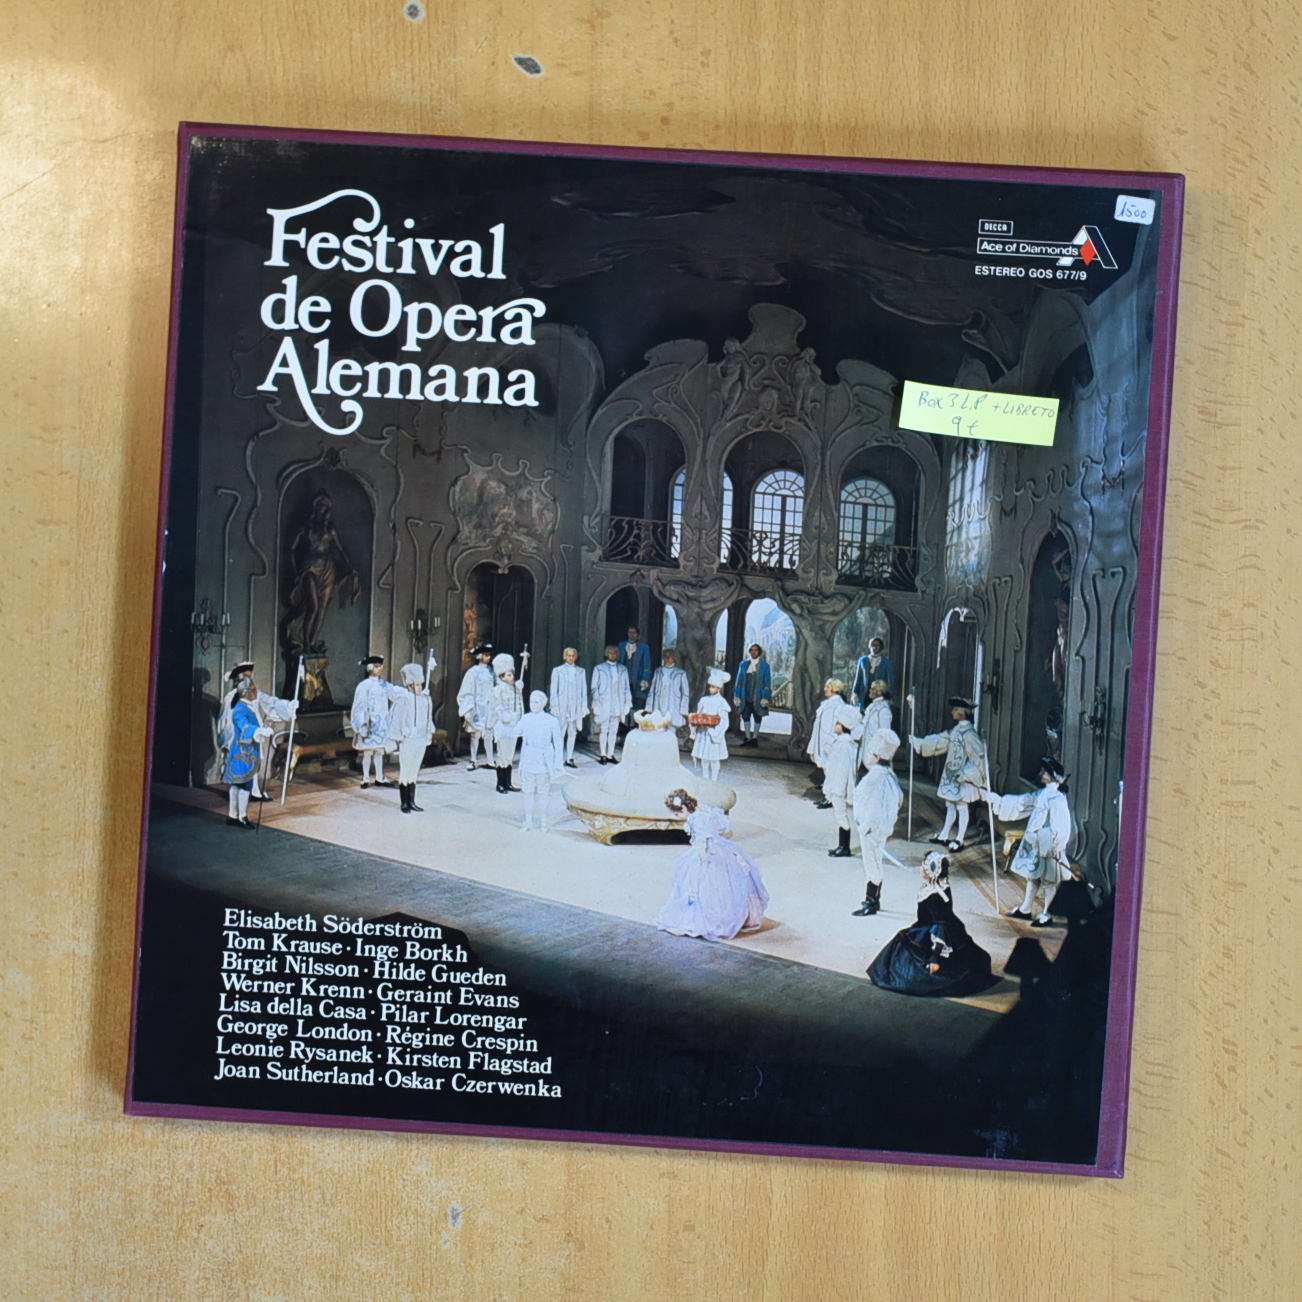 Festival
de Opera
Alemana
1500
DECCA
Ace of Diamonds
ESTEREO GOS 677/9
BOX 3 L.P. + LIBRETO
9 €
Elisabeth Söderström
Tom Krause · Inge Borkh
Birgit Nilsson · Hilde Gueden
Werner Krenn · Geraint Evans
Lisa della Casa · Pilar Lorengar
George London · Régine Crespin
Leonie Rysanek · Kirsten Flagstad
Joan Sutherland · Oskar Czerwenka